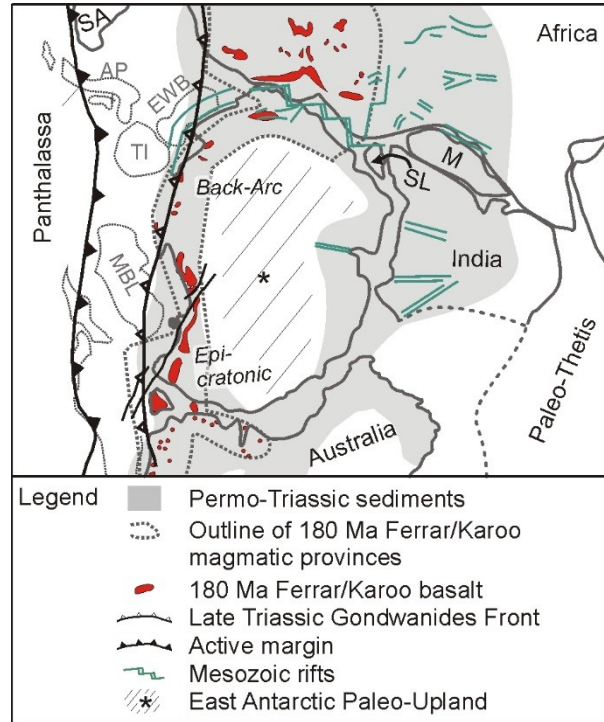 SA
Africa
AP
EWB
TI
M
Panthalassa
Back-Arc
SL
MBL
India
*
Epi-
cratonic
Paleo-Thetis
Australia
Legend
Permo-Triassic sediments
Outline of 180 Ma Ferrar/Karoo
magmatic provinces
180 Ma Ferrar/Karoo basalt
Late Triassic Gondwanides Front
Active margin
Mesozoic rifts
* East Antarctic Paleo-Upland